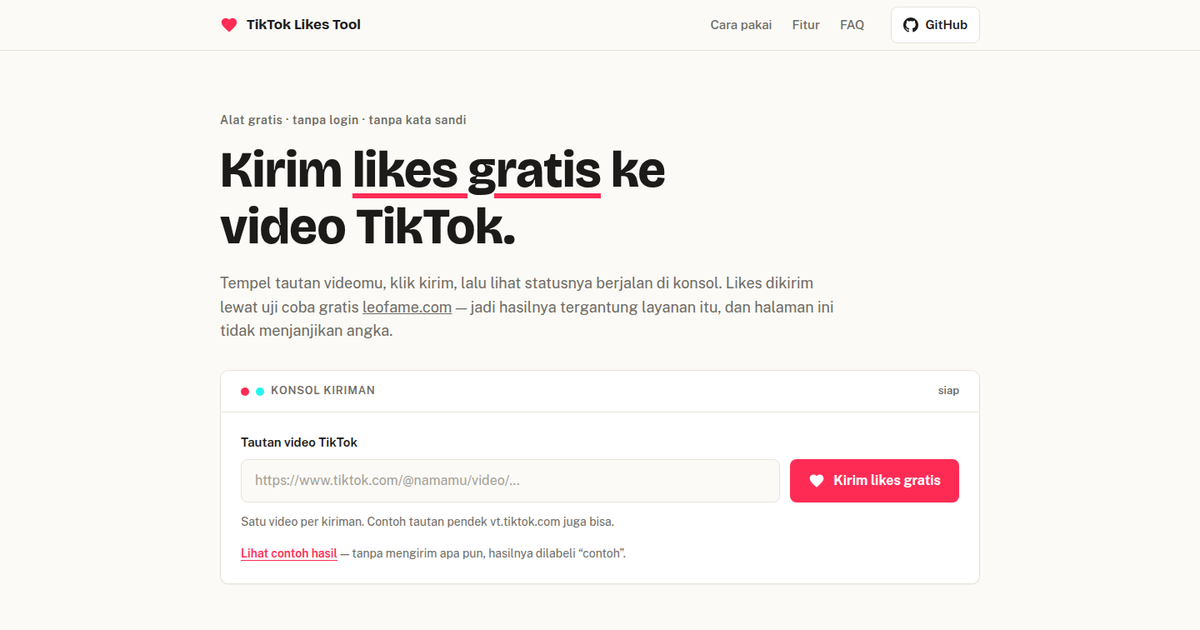 TikTok Likes Tool
Cara pakai
Fitur
FAQ
GitHub
Alat gratis · tanpa login · tanpa kata sandi
Kirim likes gratis ke
video TikTok.
Tempel tautan videomu, klik kirim, lalu lihat statusnya berjalan di konsol. Likes dikirim
lewat uji coba gratis leofame.com — jadi hasilnya tergantung layanan itu, dan halaman ini
tidak menjanjikan angka.
KONSOL KIRIMAN
siap
Tautan video TikTok
https://www.tiktok.com/@namamu/video/...
Kirim likes gratis
Satu video per kiriman. Contoh tautan pendek vt.tiktok.com juga bisa.
Lihat contoh hasil — tanpa mengirim apa pun, hasilnya dilabeli “contoh”.